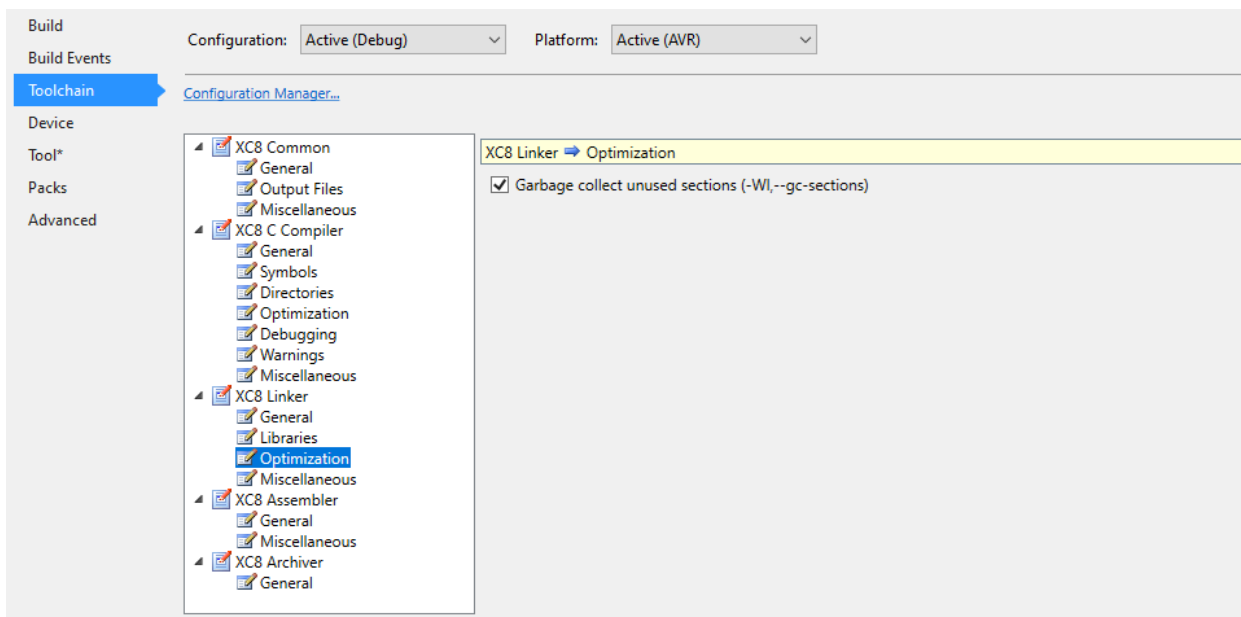 Build
Build Events
Toolchain
Device
Tool*
Packs
Advanced
Configuration: Active (Debug) Platform: Active (AVR)
Configuration Manager...
XC8 Common
General
Output Files
Miscellaneous
XC8 C Compiler
General
Symbols
Directories
Optimization
Debugging
Warnings
Miscellaneous
XC8 Linker
General
Libraries
Optimization
Miscellaneous
XC8 Assembler
General
Miscellaneous
XC8 Archiver
General
XC8 Linker ➡ Optimization
Garbage collect unused sections (-Wl,--gc-sections)